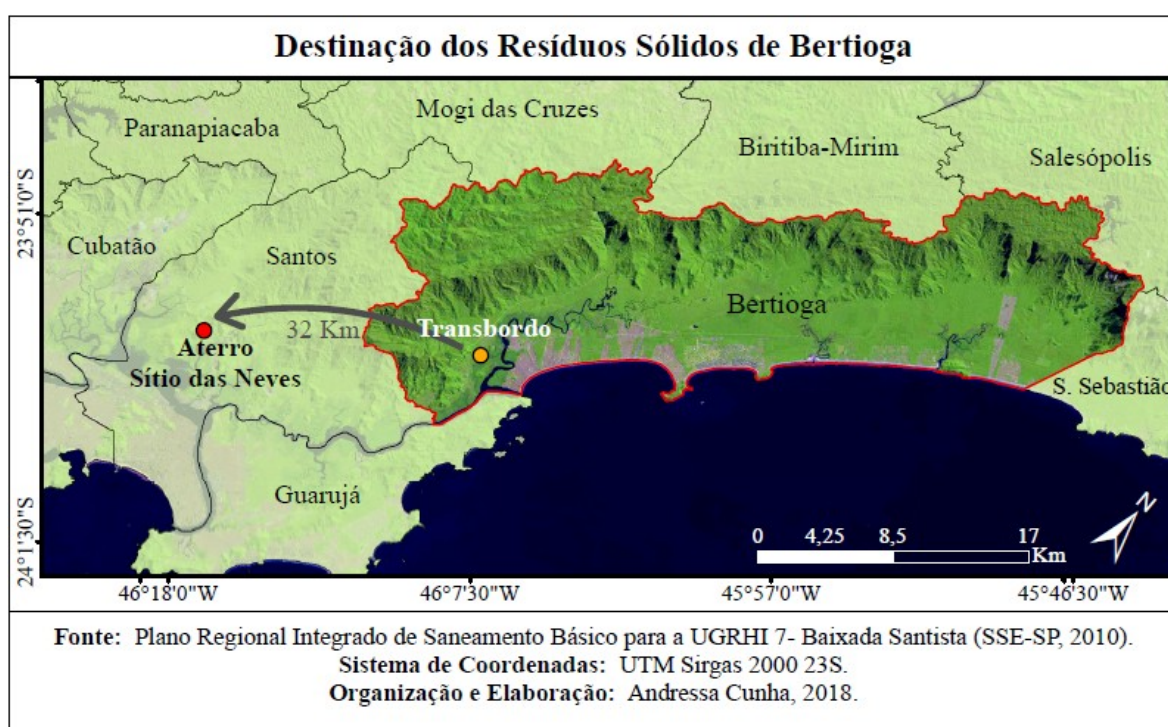 Destinação dos Resíduos Sólidos de Bertioga
Paranapiacaba
Mogi das Cruzes
Biritiba-Mirim
Salesópolis
23°51'0"S
Cubatão
Santos
Bertioga
32 Km
Transbordo
Aterro
Sítio das Neves
S. Sebastião
Guarujá
N
0 4,25 8,5 17
Km
24°1'30"S
46°18'0"W 46°7'30"W 45°57'0"W 45°46'30"W
Fonte: Plano Regional Integrado de Saneamento Básico para a UGRHI 7- Baixada Santista (SSE-SP, 2010).
Sistema de Coordenadas: UTM Sirgas 2000 23S.
Organização e Elaboração: Andressa Cunha, 2018.